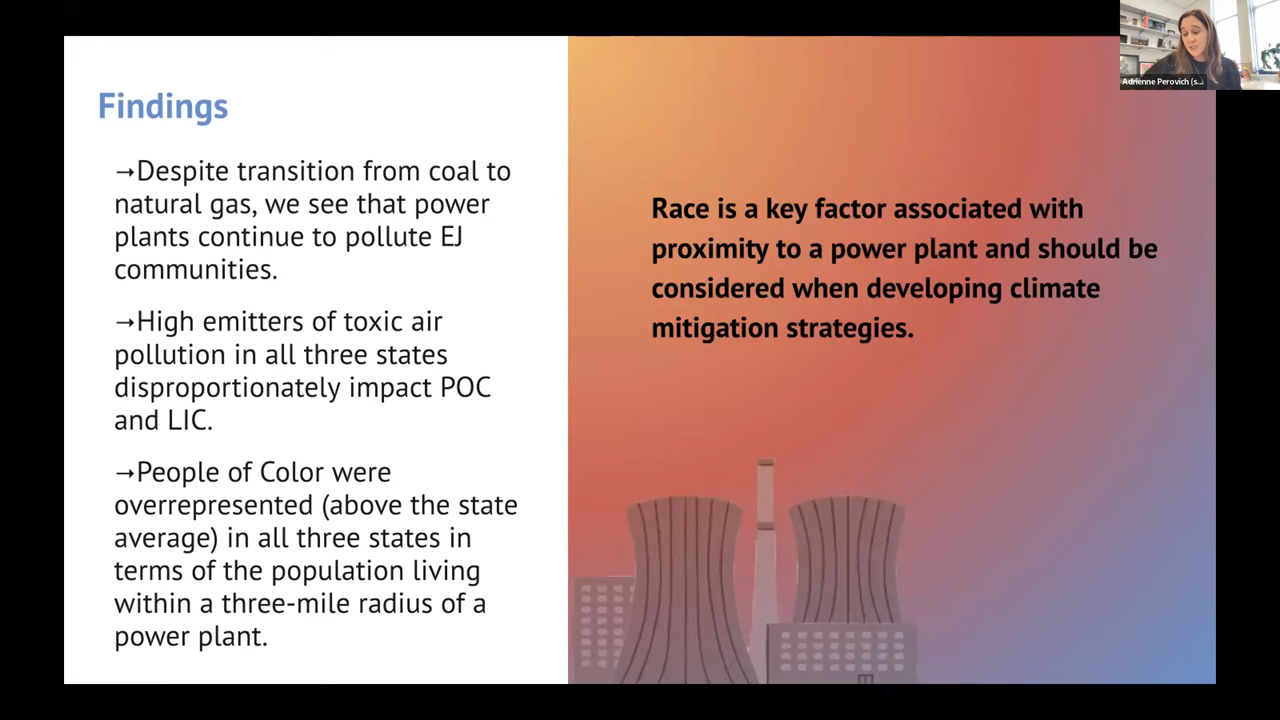 Findings
→Despite transition from coal to
natural gas, we see that power
plants continue to pollute EJ
communities.
→High emitters of toxic air
pollution in all three states
disproportionately impact POC
and LIC.
→People of Color were
overrepresented (above the state
average) in all three states in
terms of the population living
within a three-mile radius of a
power plant.
Race is a key factor associated with
proximity to a power plant and should be
considered when developing climate
mitigation strategies.
Adrienne Perovich (s...